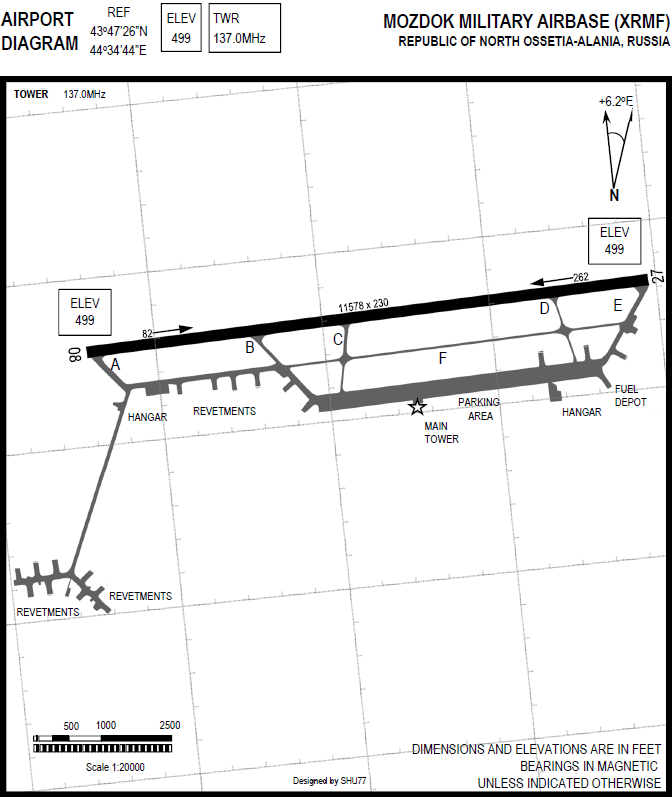 AIRPORT
DIAGRAM
REF
43º47'26"N
44º34'44"E
ELEV
499
TWR
137.0MHz
MOZDOK MILITARY AIRBASE (XRMF)
REPUBLIC OF NORTH OSSETIA-ALANIA, RUSSIA
TOWER 137.0MHz
+6.2ºE
N
ELEV
499
27
262
ELEV
499
11578 x 230
82
08
A
B
C
D
E
F
HANGAR
REVETMENTS
MAIN
TOWER
PARKING
AREA
HANGAR
FUEL
DEPOT
REVETMENTS
REVETMENTS
500 1000 2500
Scale 1:20000
Designed by SHU77
DIMENSIONS AND ELEVATIONS ARE IN FEET
BEARINGS IN MAGNETIC
UNLESS INDICATED OTHERWISE